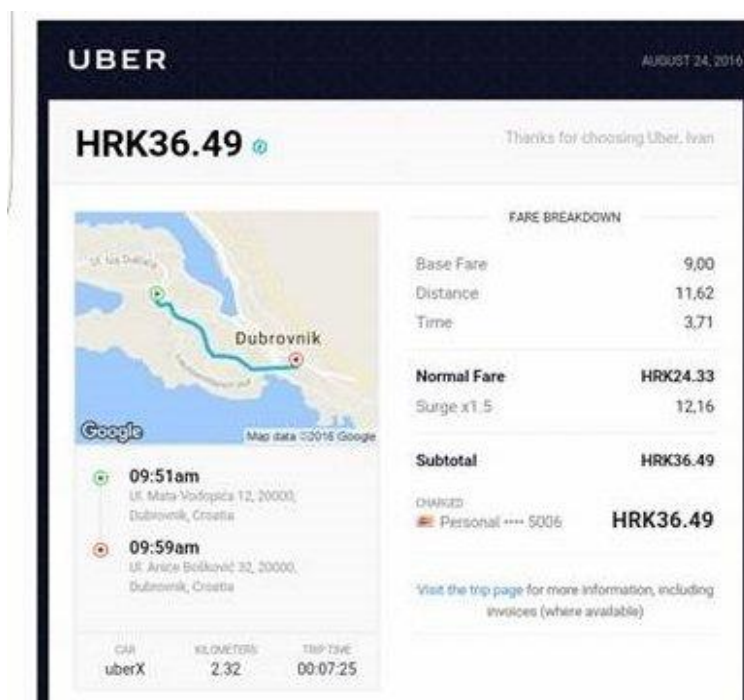 UBER
AUGUST 24, 2016
HRK36.49
Thanks for choosing Uber, Ivan
Dubrovnik
Google
Map data ©2016 Google
09:51am
Ul. Mata Vodopića 12, 20000,
Dubrovnik, Croatia
09:59am
Ul. Anice Bošković 32, 20000,
Dubrovnik, Croatia
CAR
KILOMETERS
TRIP TIME
uberX
2.32
00:07:25
FARE BREAKDOWN
Base Fare
9,00
Distance
11,62
Time
3,71
Normal Fare
HRK24.33
Surge x1.5
12,16
Subtotal
HRK36.49
CHARGED
Personal •••• 5006
HRK36.49
Visit the trip page for more information, including
invoices (where available)